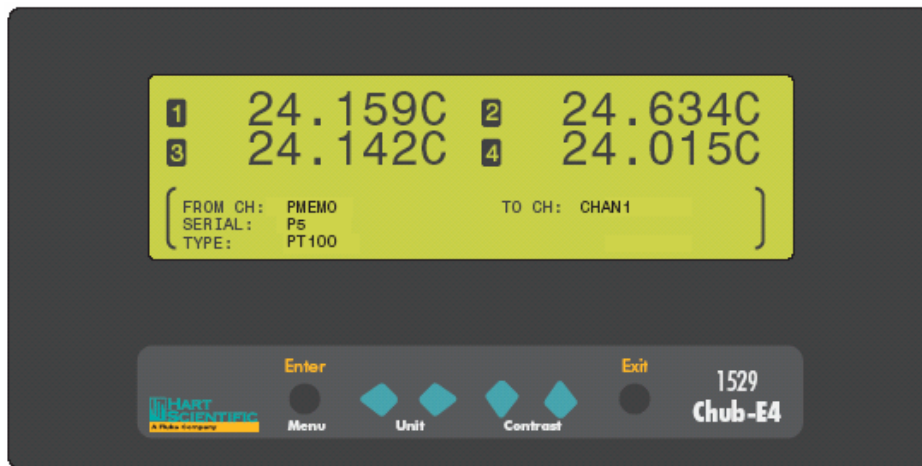 1 24.159C 2 24.634C
3 24.142C 4 24.015C
FROM CH: PMEMO TO CH: CHAN1
SERIAL: P5
TYPE: PT100
Enter Exit
HART
SCIENTIFIC
A Fluke Company
Menu Unit Contrast
1529
Chub-E4